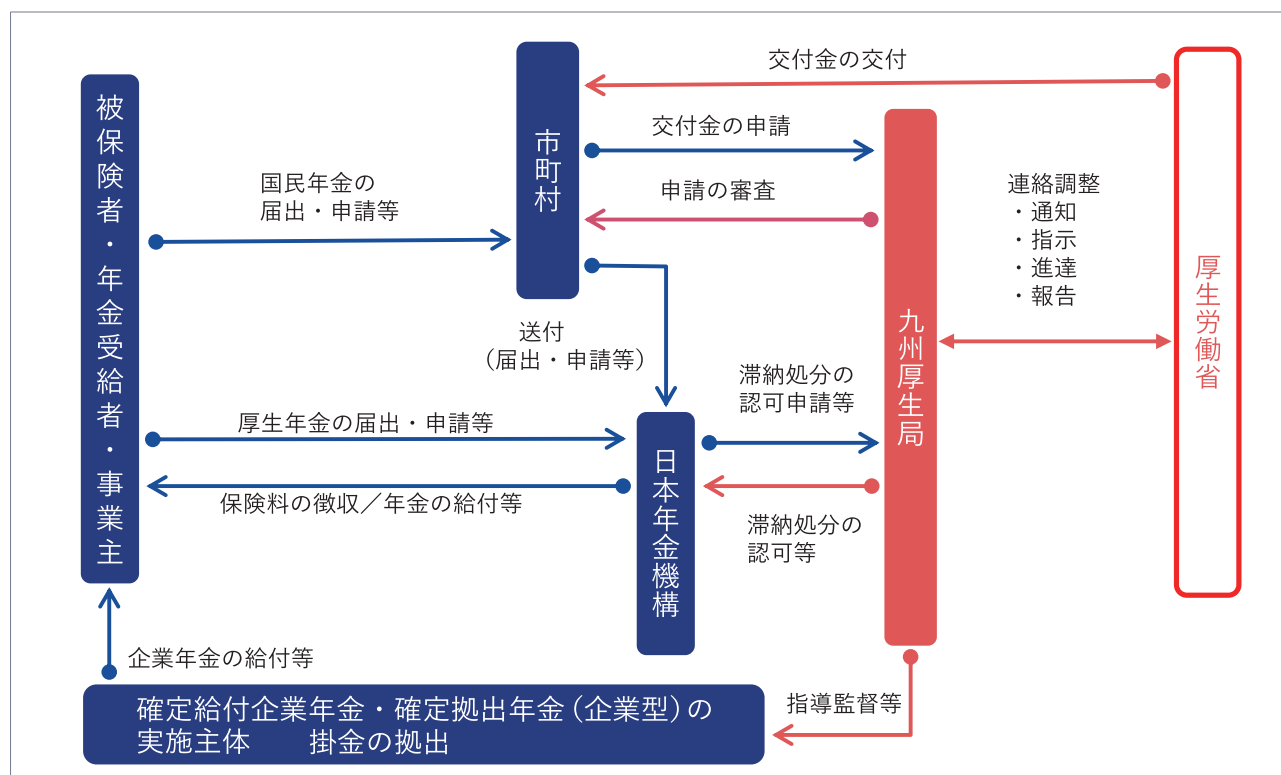 交付金の交付
被保険者・年金受給者・事業主
市町村
交付金の申請
国民年金の
届出・申請等
申請の審査
連絡調整
・通知
・指示
・進達
・報告
九州厚生局
厚生労働省
送付
（届出・申請等）
滞納処分の
認可申請等
厚生年金の届出・申請等
日本年金機構
保険料の徴収／年金の給付等
滞納処分の
認可等
企業年金の給付等
指導監督等
確定給付企業年金・確定拠出年金（企業型）の
実施主体　　掛金の拠出